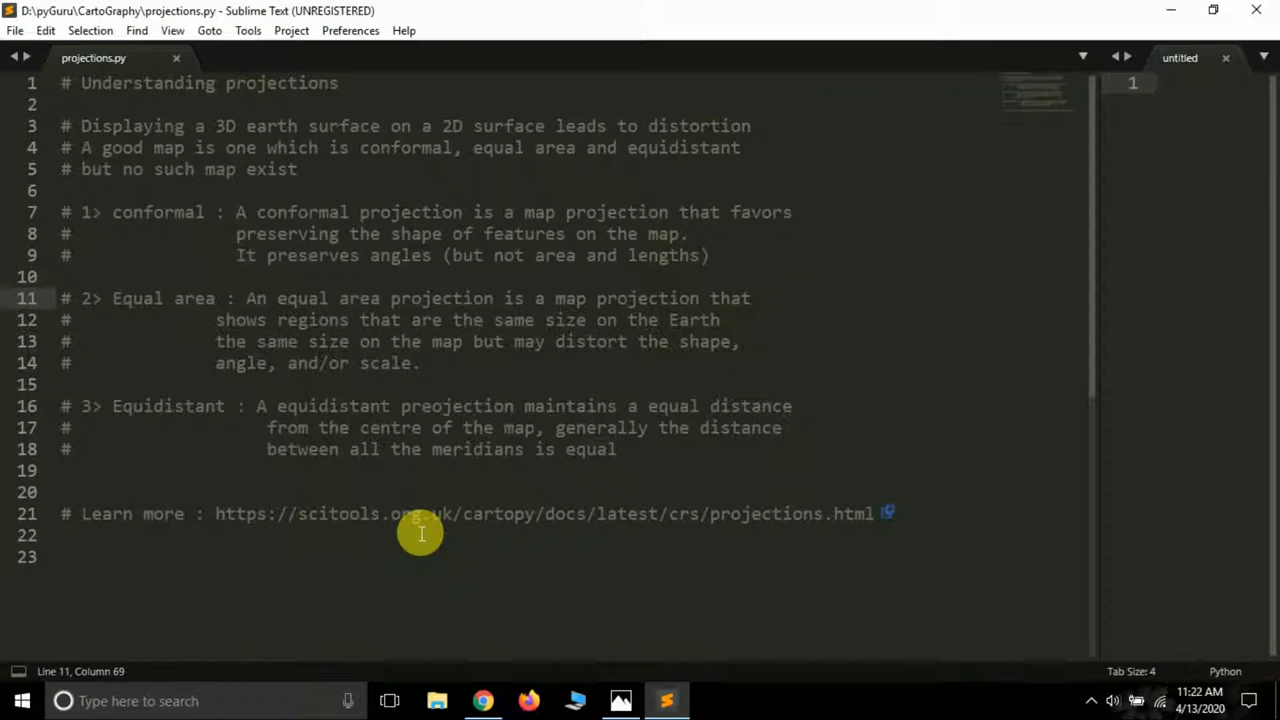 D:\pyGuru\CartoGraphy\projections.py - Sublime Text (UNREGISTERED)
File Edit Selection Find View Goto Tools Project Preferences Help
projections.py untitled
1 # Understanding projections 1
2
3 # Displaying a 3D earth surface on a 2D surface leads to distortion
4 # A good map is one which is conformal, equal area and equidistant
5 # but no such map exist
6
7 # 1> conformal : A conformal projection is a map projection that favors
8 # preserving the shape of features on the map.
9 # It preserves angles (but not area and lengths)
10
11 # 2> Equal area : An equal area projection is a map projection that
12 # shows regions that are the same size on the Earth
13 # the same size on the map but may distort the shape,
14 # angle, and/or scale.
15
16 # 3> Equidistant : A equidistant preojection maintains a equal distance
17 # from the centre of the map, generally the distance
18 # between all the meridians is equal
19
20
21 # Learn more : https://scitools.org.uk/cartopy/docs/latest/crs/projections.html
22
23
Line 11, Column 69 Tab Size: 4 Python
Type here to search 11:22 AM
4/13/2020